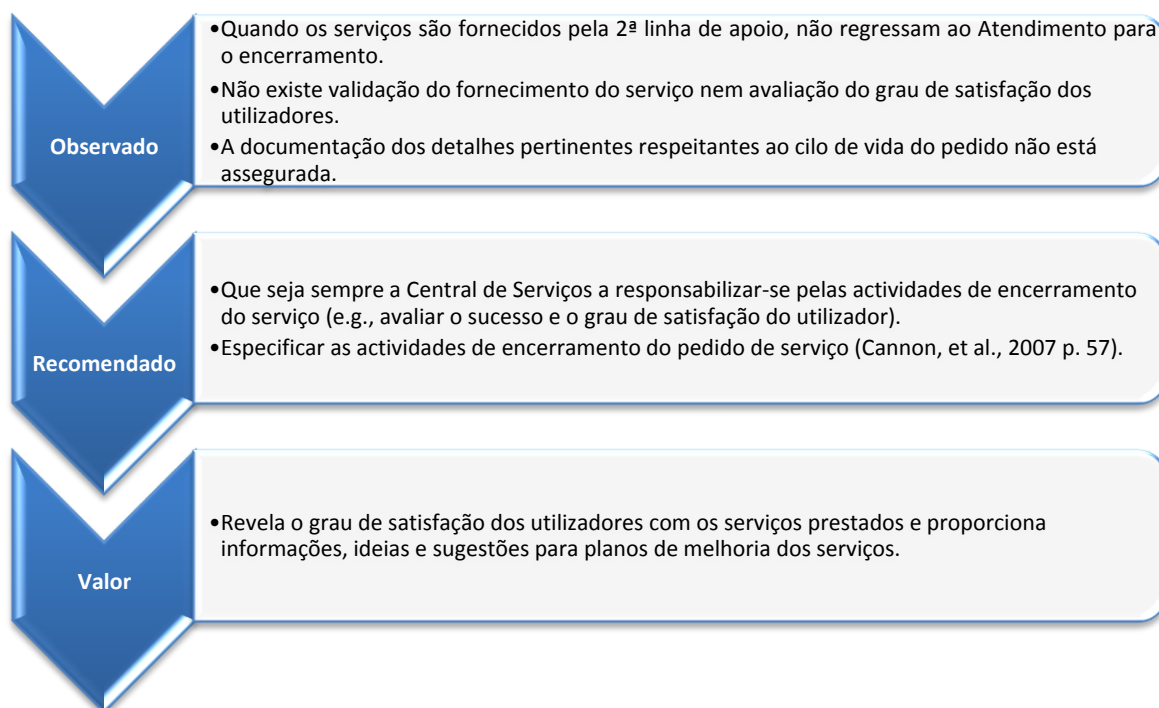 •Quando os serviços são fornecidos pela 2ª linha de apoio, não regressam ao Atendimento para
o encerramento.
•Não existe validação do fornecimento do serviço nem avaliação do grau de satisfação dos
utilizadores.
Observado
•A documentação dos detalhes pertinentes respeitantes ao cilo de vida do pedido não está
assegurada.
•Que seja sempre a Central de Serviços a responsabilizar-se pelas actividades de encerramento
do serviço (e.g., avaliar o sucesso e o grau de satisfação do utilizador).
Recomendado
•Especificar as actividades de encerramento do pedido de serviço (Cannon, et al., 2007 p. 57).
•Revela o grau de satisfação dos utilizadores com os serviços prestados e proporciona
informações, ideias e sugestões para planos de melhoria dos serviços.
Valor